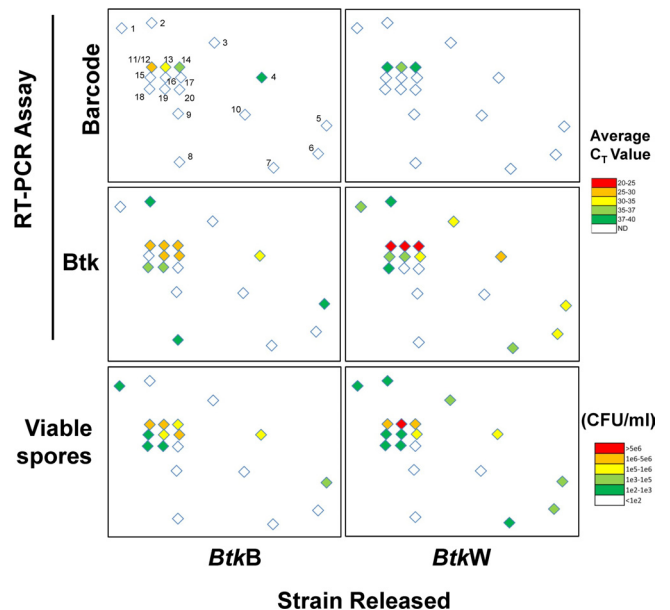 RT-PCR Assay
Barcode
1
2
3
11/12
13
14
4
15
16
17
18
19
20
9
10
5
8
7
6
Average
CT Value
20-25
25-30
30-35
35-37
37-40
ND
Btk
Viable
spores
(CFU/ml)
>5e6
1e6-5e6
1e5-1e6
1e3-1e5
1e2-1e3
<1e2
BtkB
BtkW
Strain Released